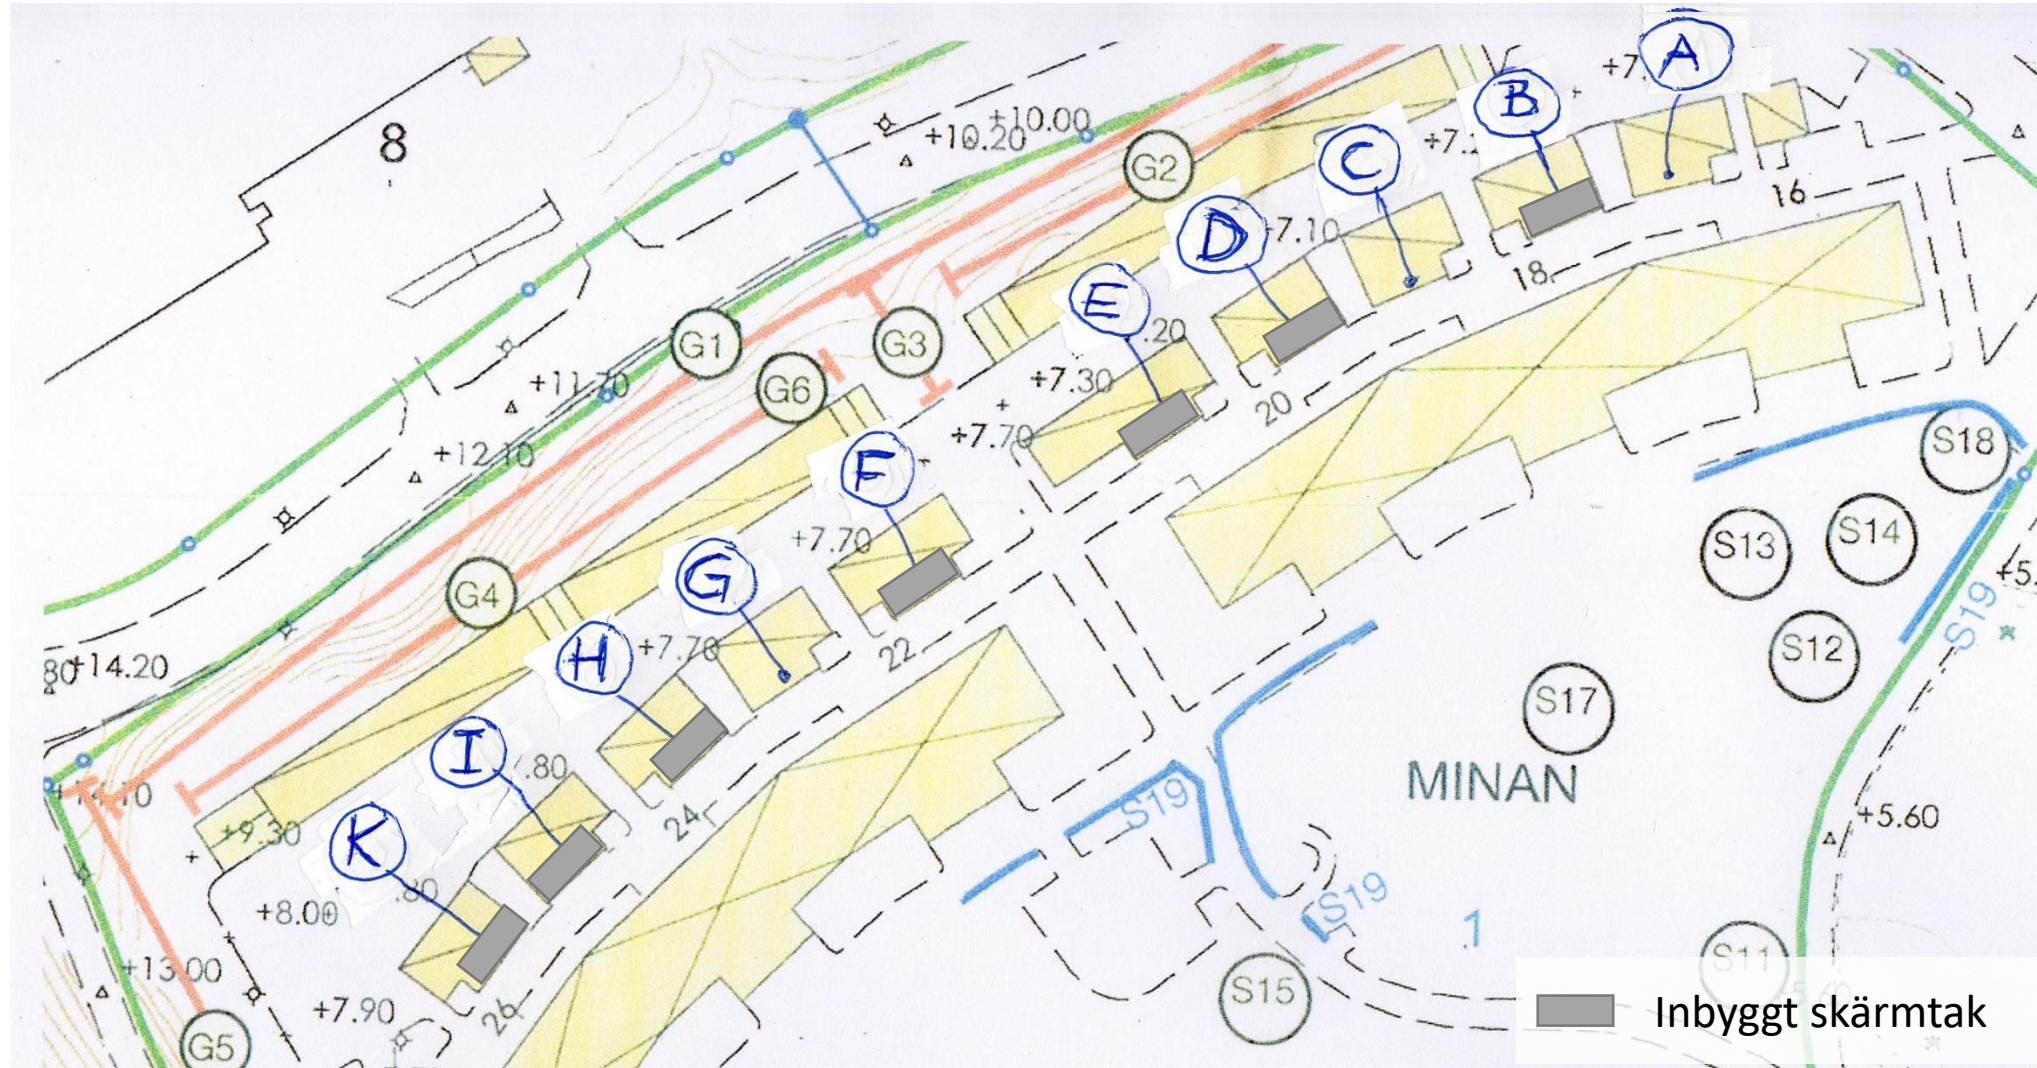 8
A
B
C
D
E
F
G
H
I
K
+10.00
+10.20
G2
+7.10
16
18
G1
G3
G6
.20
+7.30
20
+11.70
+7.70
+12.10
S18
S13
S14
+7.70
G4
S19
S12
22
+14.20
+7.70
S17
MINAN
.80
+14.10
S19
24
+9.30
+5.60
.80
+8.00
S19
1
+13.00
S11
+7.90
26
S15
G5
Inbyggt skärmtak